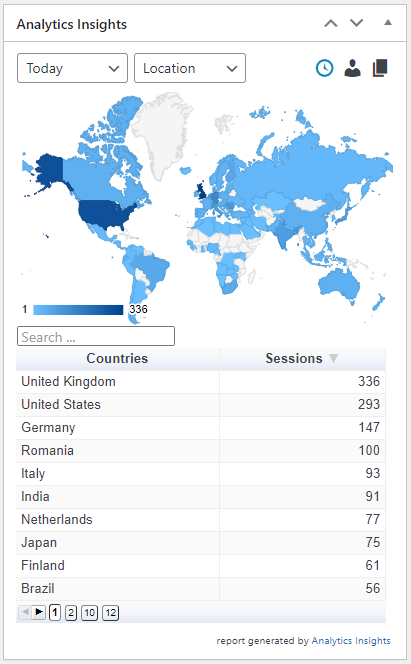 Analytics Insights
Today Location
1 336
Search ...
Countries Sessions
United Kingdom 336
United States 293
Germany 147
Romania 100
Italy 93
India 91
Netherlands 77
Japan 75
Finland 61
Brazil 56
1 2 10 12
report generated by Analytics Insights